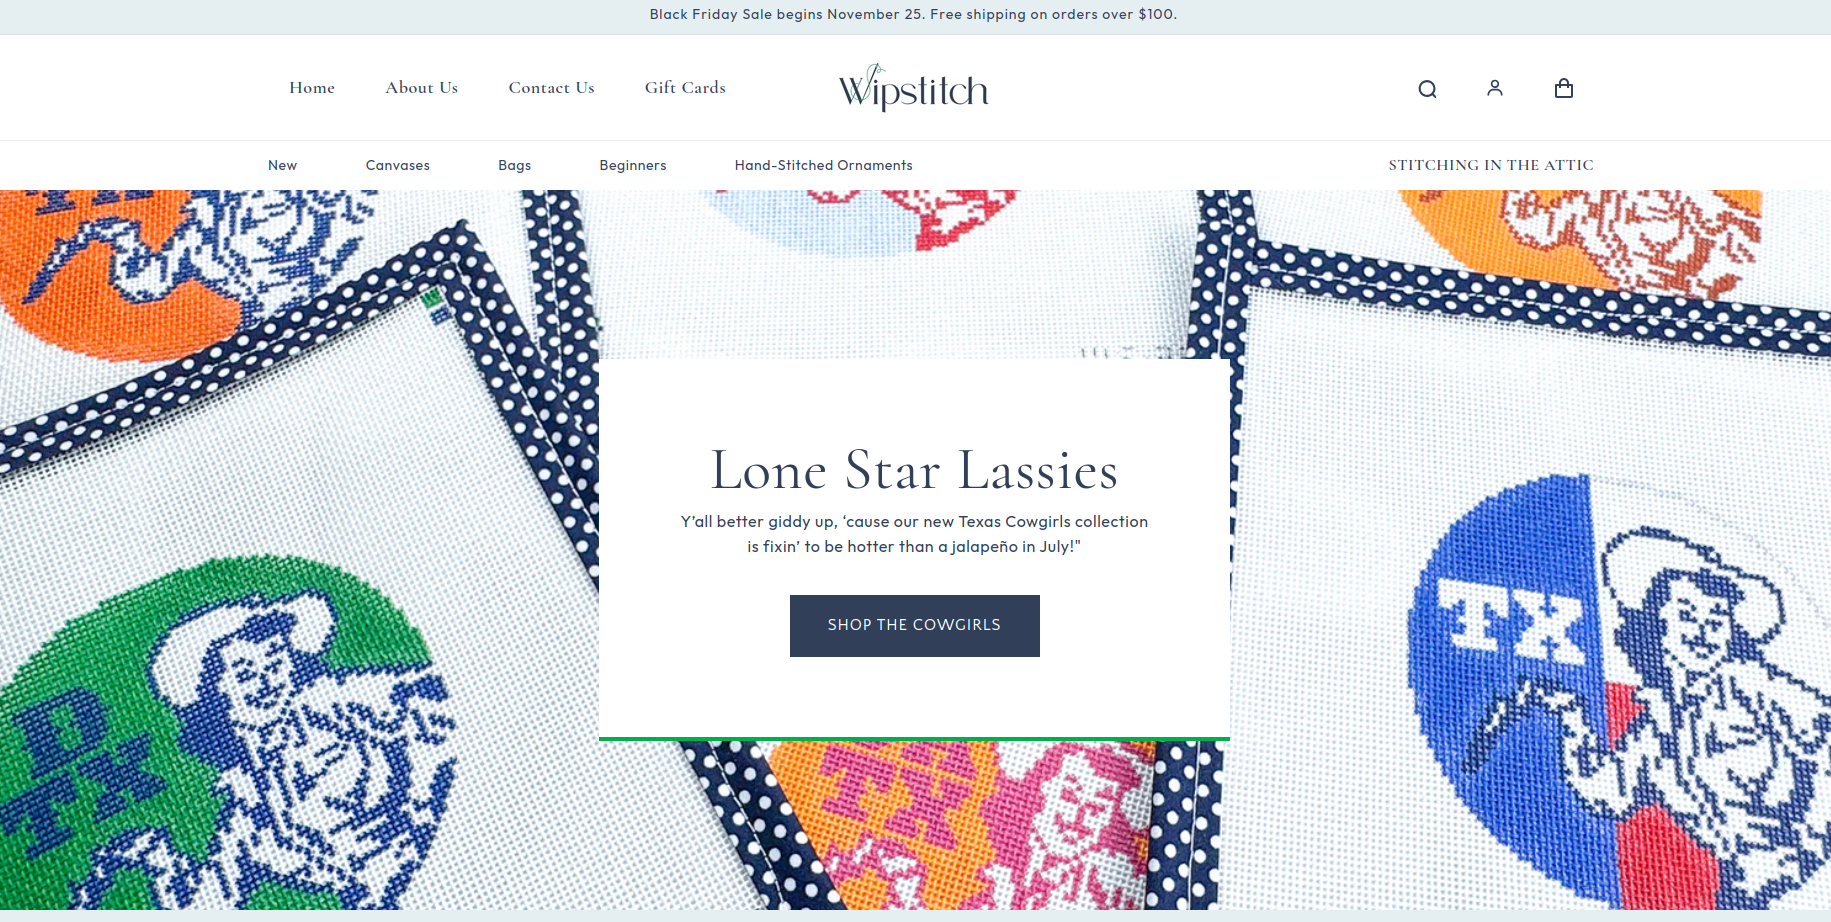 Black Friday Sale begins November 25. Free shipping on orders over $100.
Home About Us Contact Us Gift Cards
Wipstitch
New Canvases Bags Beginners Hand-Stitched Ornaments STITCHING IN THE ATTIC
Lone Star Lassies
Y'all better giddy up, ‘cause our new Texas Cowgirls collection
is fixin’ to be hotter than a jalapeño in July!"
TX
SHOP THE COWGIRLS
D
TX
TX